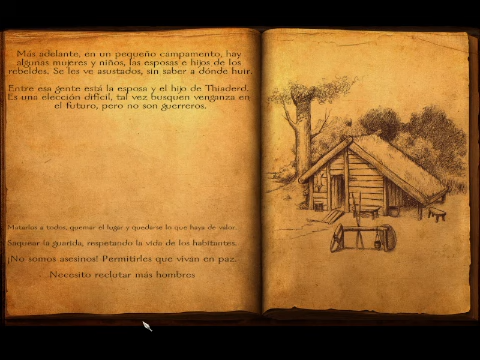 Más adelante, en un pequeño campamento, hay
algunas mujeres y niños, las esposas e hijos de los
rebeldes. Se les ve asustados, sin saber a dónde huir.
Entre esa gente está la esposa y el hijo de Thiaderd.
Es una elección difícil, tal vez busquen venganza en
el futuro, pero no son guerreros.
Matarlos a todos, quemar el lugar y quedarse lo que haya de valor.
Saquear la guarida, respetando la vida de los habitantes.
¡No somos asesinos! Permitirles que vivan en paz.
Necesito reclutar más hombres